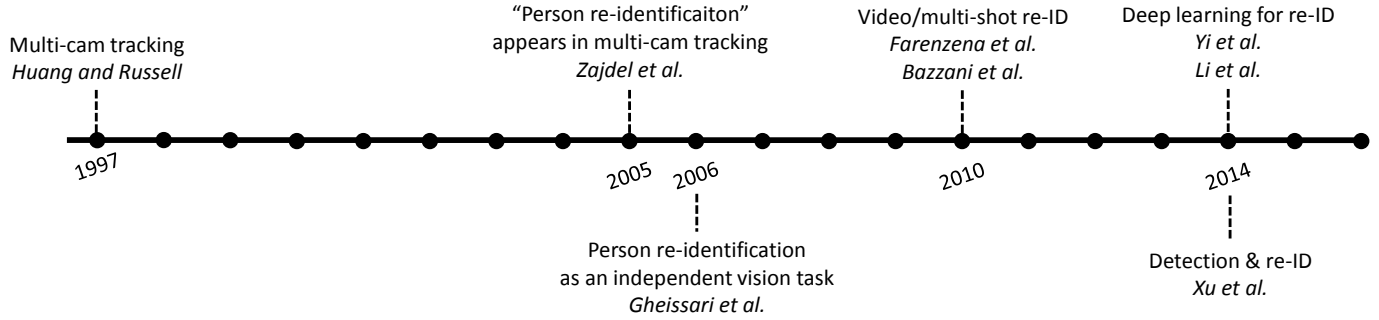 Multi-cam tracking
Huang and Russell
“Person re-identificaiton”
appears in multi-cam tracking
Zajdel et al.
Video/multi-shot re-ID
Farenzena et al.
Bazzani et al.
Deep learning for re-ID
Yi et al.
Li et al.
1997
2005
2006
2010
2014
Person re-identification
as an independent vision task
Gheissari et al.
Detection & re-ID
Xu et al.